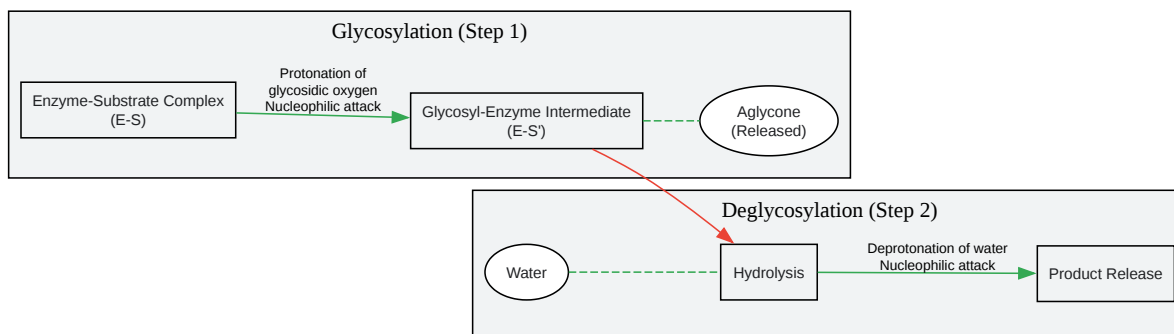 Glycosylation (Step 1)
Enzyme-Substrate Complex
(E-S)
Protonation of
glycosidic oxygen
Nucleophilic attack
Glycosyl-Enzyme Intermediate
(E-S')
Aglycone
(Released)
Deglycosylation (Step 2)
Water
Hydrolysis
Deprotonation of water
Nucleophilic attack
Product Release